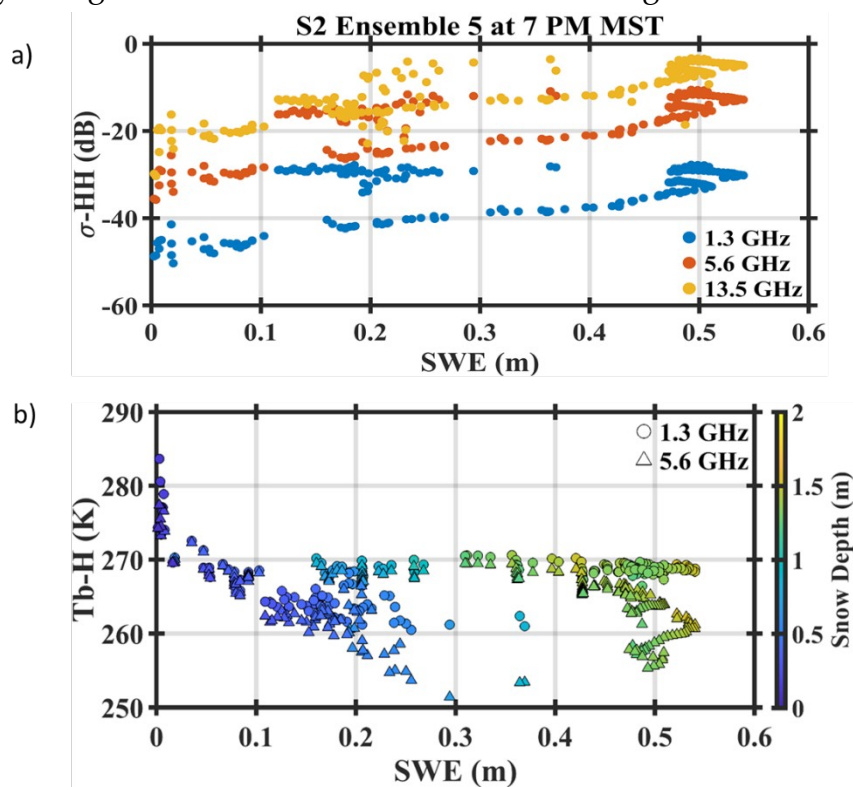 S2 Ensemble 5 at 7 PM MST
a)
0
-20
-40
-60
σ-HH (dB)
1.3 GHz
5.6 GHz
13.5 GHz
0 0.1 0.2 0.3 0.4 0.5 0.6
SWE (m)
b)
290
280
270
260
250
Tb-H (K)
1.3 GHz
5.6 GHz
2
1.5
1
0.5
0
Snow Depth (m)
0 0.1 0.2 0.3 0.4 0.5 0.6
SWE (m)